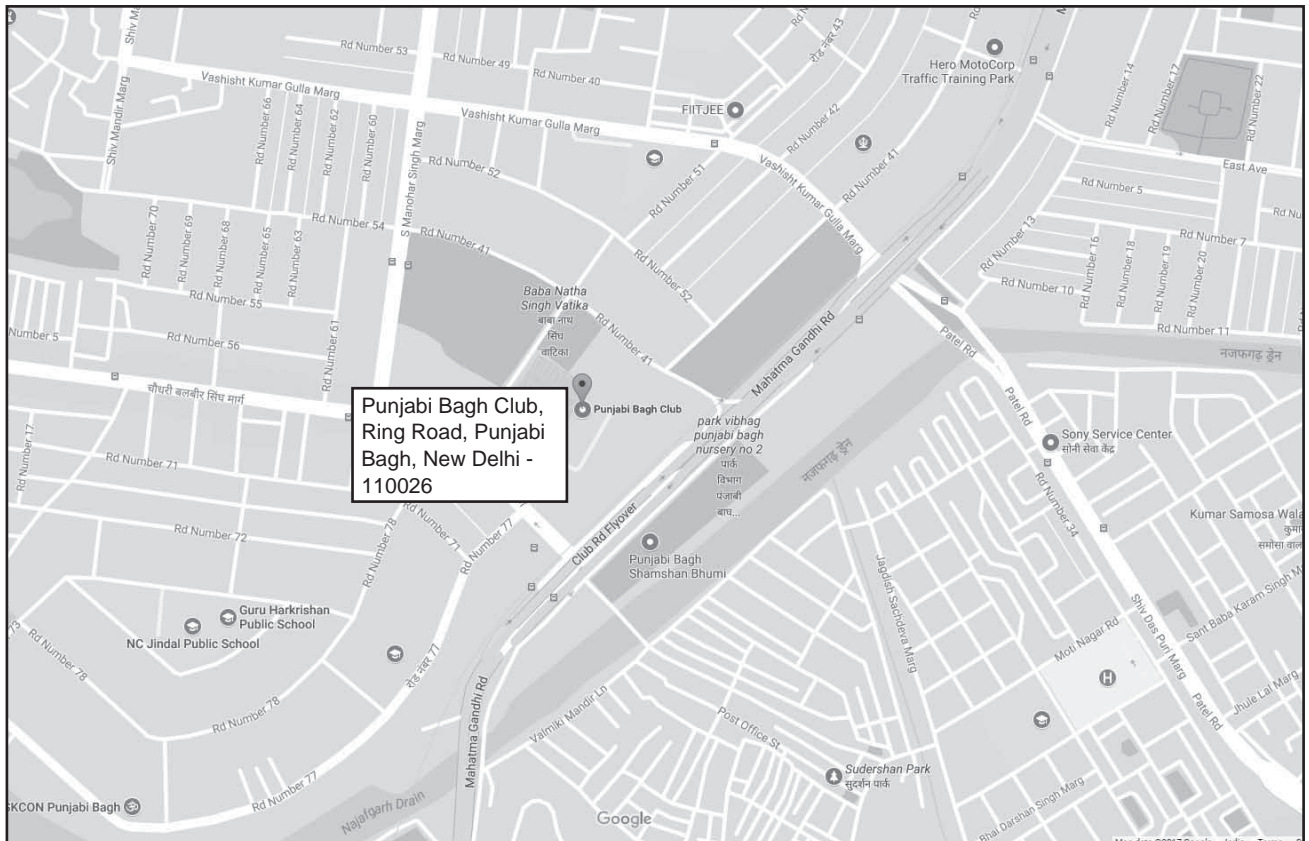 Shiv Mandir Marg
Shiv M
Rd Number 53
Rd Number 49
Rd Number 40
रोड नंबर 43
Hero MotoCorp
Traffic Training Park
Rd Number 14
Rd Number 17
Rd Number 22
Vashisht Kumar Gulla Marg
Vashisht Kumar Gulla Marg
FIITJEE
Rd Number 42
Rd Number 66
Rd Number 64
Rd Number 62
Rd Number 60
S Manohar Singh Marg
Rd Number 52
Rd Number 51
Vashisht Kumar Gulla Marg
Rd Number 41
East Ave
Rd Number 5
Rd Number 54
Rd Number 70
Rd Number 69
Rd Number 68
Rd Number 65
Rd Number 63
Rd Number 41
Rd Number 52
Rd Number 13
Rd Number 16
Rd Number 18
Rd Number 19
Rd Number 20
Rd Number 7
Rd Nu
Rd Number 55
Rd Number 61
Baba Natha
Singh Vatika
बाबा नाथ
सिंघ
वाटिका
Rd Number 10
Rd Number 11
Number 5
Rd Number 56
Rd Number 41
Mahatma Gandhi Rd
Patel Rd
नजफगढ़ ड्रेन
चौधरी बलबीर सिंघ मार्ग
Punjabi Bagh Club,
Ring Road, Punjabi
Bagh, New Delhi -
110026
Punjabi Bagh Club
park vibhag
punjabi bagh
nursery no 2
पार्क
विभाग
पंजाबी
बाघ...
नजफगढ़ ड्रेन
Patel Rd
Sony Service Center
सोनी सेवा केंद्र
Rd Number 17
Rd Number 71
Rd Number 72
Rd Number 78
Rd Number 71
Rd Number 77
Club Rd Flyover
Punjabi Bagh
Shamshan Bhumi
Rd Number 34
Kumar Samosa Wala
कुमा
समोसा वाल
Jagdish Sachdeva Marg
Guru Harkrishan
Public School
NC Jindal Public School
Shiv Das Puri Marg
Sant Baba Karam Singh M
Moti Nagar Rd
73
Rd Number 78
रोड नंबर 77
Rd Number 78
Mahatma Gandhi Rd
Valmiki Mandir Ln
Post Office St
Patel Rd
Jhule Lal Marg
Sudershan Park
सुदर्शन पार्क
SKCON Punjabi Bagh
Rd Number 77
Najafgarh Drain
Google
Bhai Darshan Singh Marg